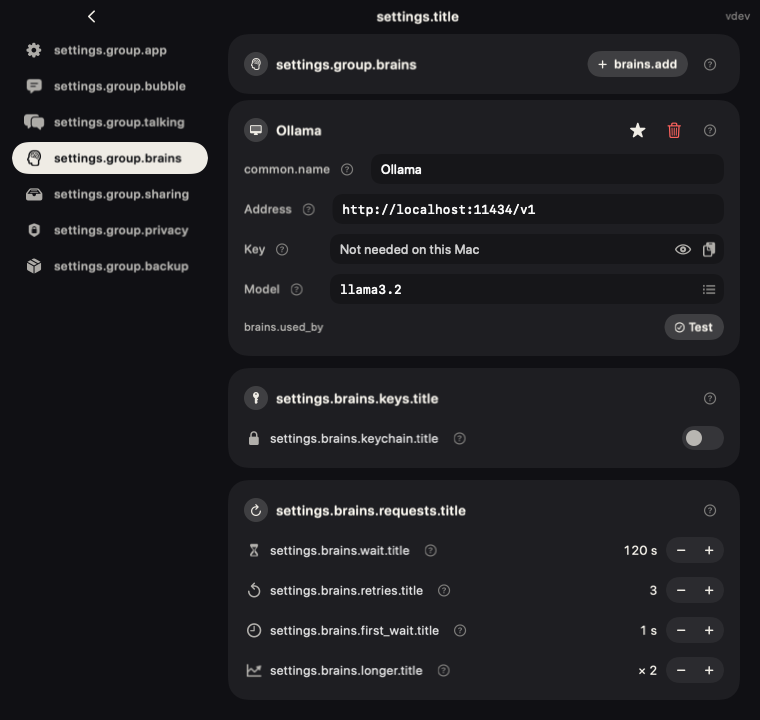 settings.title
vdev
settings.group.app
settings.group.bubble
settings.group.talking
settings.group.brains
settings.group.sharing
settings.group.privacy
settings.group.backup
settings.group.brains
+ brains.add
Ollama
common.name
Ollama
Address
http://localhost:11434/v1
Key
Not needed on this Mac
Model
llama3.2
brains.used_by
Test
settings.brains.keys.title
settings.brains.keychain.title
settings.brains.requests.title
settings.brains.wait.title
120 s
settings.brains.retries.title
3
settings.brains.first_wait.title
1 s
settings.brains.longer.title
× 2